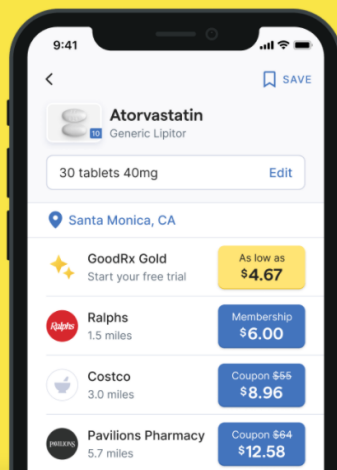 9:41
SAVE
Atorvastatin
Generic Lipitor
10
30 tablets 40mg Edit
Santa Monica, CA
GoodRx Gold
Start your free trial
As low as
$4.67
Ralphs
Ralphs
1.5 miles
Membership
$6.00
Costco
3.0 miles
Coupon $55
$8.96
PAVILIONS
Pavilions Pharmacy
5.7 miles
Coupon $64
$12.58